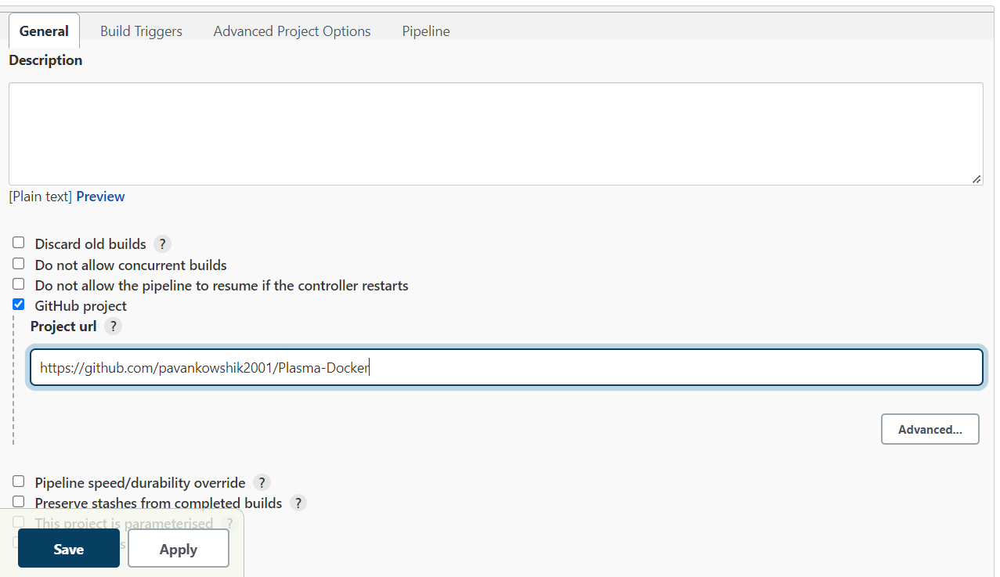 General Build Triggers Advanced Project Options Pipeline
Description
[Plain text] Preview
Discard old builds ?
Do not allow concurrent builds
Do not allow the pipeline to resume if the controller restarts
GitHub project
Project url ?
https://github.com/pavankowshik2001/Plasma-Docker
Advanced...
Pipeline speed/durability override ?
Preserve stashes from completed builds ?
This project is parameterised ?
Save Apply